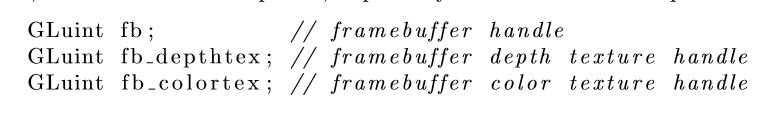 GLuint fb; // framebuffer handle
GLuint fb_depthtex; // framebuffer depth texture handle
GLuint fb_colortex; // framebuffer color texture handle